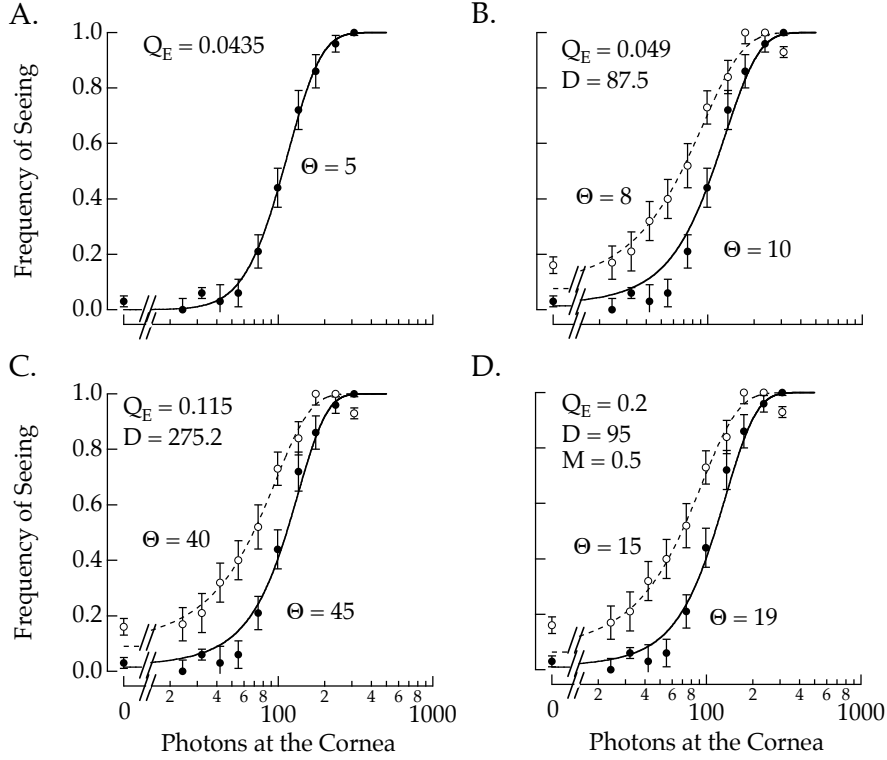 A.
Q_E = 0.0435
Θ = 5
1.0
0.8
0.6
0.4
0.2
0.0
Frequency of Seeing
B.
Q_E = 0.049
D = 87.5
Θ = 8
Θ = 10
C.
Q_E = 0.115
D = 275.2
Θ = 40
Θ = 45
1.0
0.8
0.6
0.4
0.2
0.0
Frequency of Seeing
0 2 4 6 8 100 2 4 6 8 1000
Photons at the Cornea
D.
Q_E = 0.2
D = 95
M = 0.5
Θ = 15
Θ = 19
0 2 4 6 8 100 2 4 6 8 1000
Photons at the Cornea